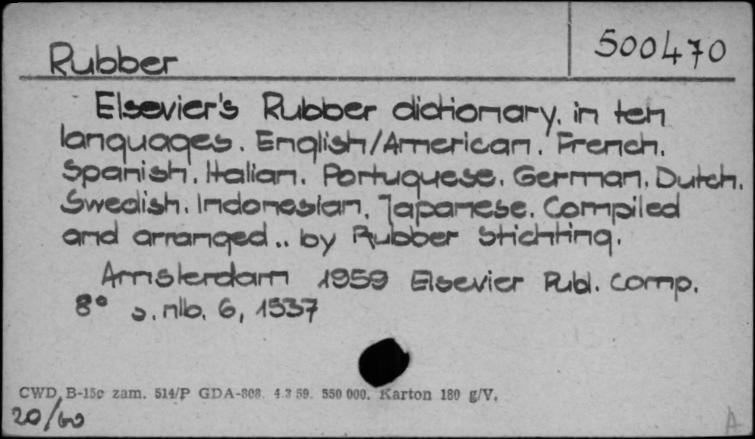 Rubber 500470
Elsevier's Rubber dictionary, in ten
languages. English/American. French.
Spanish. Italian. Portuguese. German. Dutch.
Swedish. Indonesian. Japanese. Compiled
and arranged.. by Rubber Stichting.
Amsterdam 1959 Elsevier Publ. Comp.
8° s. nlb. 6, 1537
CWD B-15c zam. 514/P GDA-808. 4.3 59. 550 000. Karton 180 g/V.
20/60 A